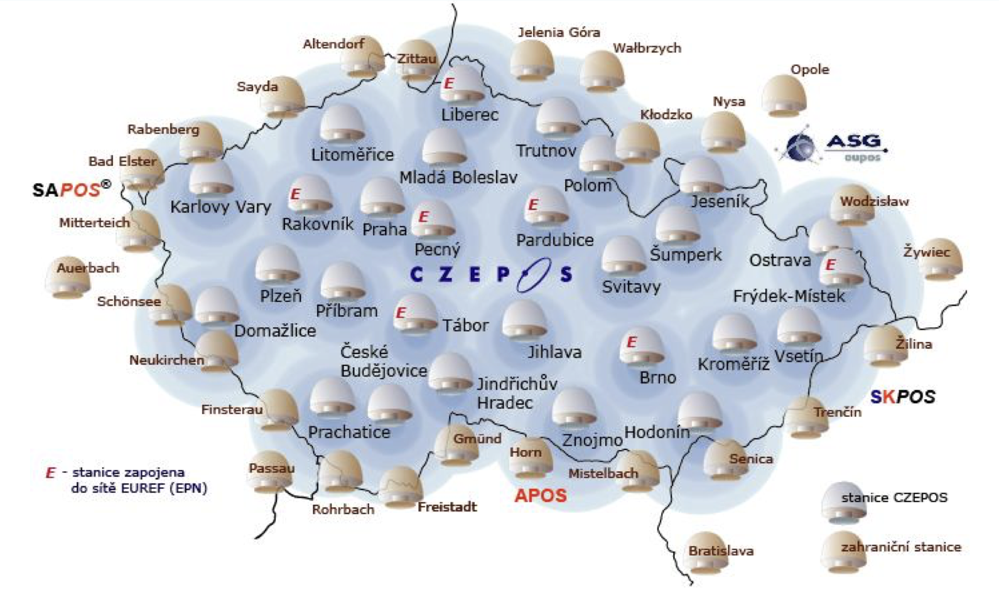 Jelenia Góra
Altendorf
Wałbrzych
Zittau
Opole
Sayda
E
Liberec
Nysa
Kłodzko
Rabenberg
ASG
eupos
Litoměřice
Trutnov
Bad Elster
Mladá Boleslav
SAPOS®
Polom
Karlovy Vary
E
Rakovník
Praha
E
Pecný
E
Pardubice
Jeseník
Wodzisław
Mitterteich
Šumperk
Ostrava
E
Frýdek-Místek
Żywiec
Auerbach
CZEPOS
Svitavy
Plzeň
Schönsee
Příbram
E
Tábor
Domažlice
Jihlava
E
Brno
Kroměříž
Vsetín
Žilina
Neukirchen
České
Budějovice
Jindřichův
Hradec
SKPOS
Finsterau
Trenčín
Prachatice
Znojmo
Hodonín
Gmünd
Horn
Mistelbach
Senica
Passau
E - stanice zapojena
do sítě EUREF (EPN)
APOS
Rohrbach
Freistadt
stanice CZEPOS
zahraniční stanice
Bratislava